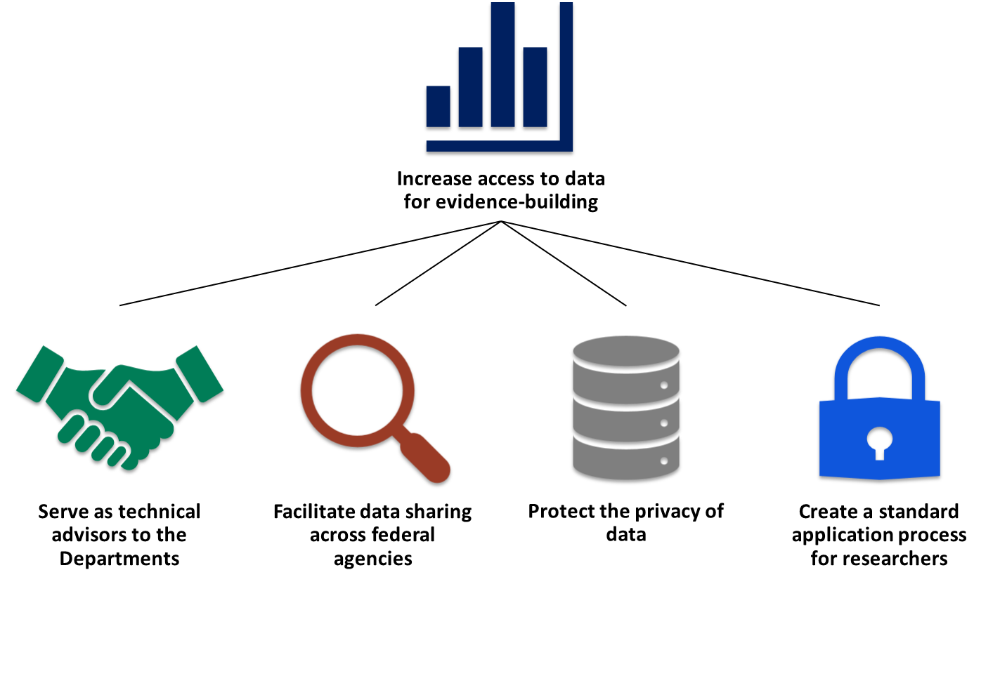 Increase access to data
for evidence-building
Serve as technical
advisors to the
Departments
Facilitate data sharing
across federal
agencies
Protect the privacy of
data
Create a standard
application process
for researchers